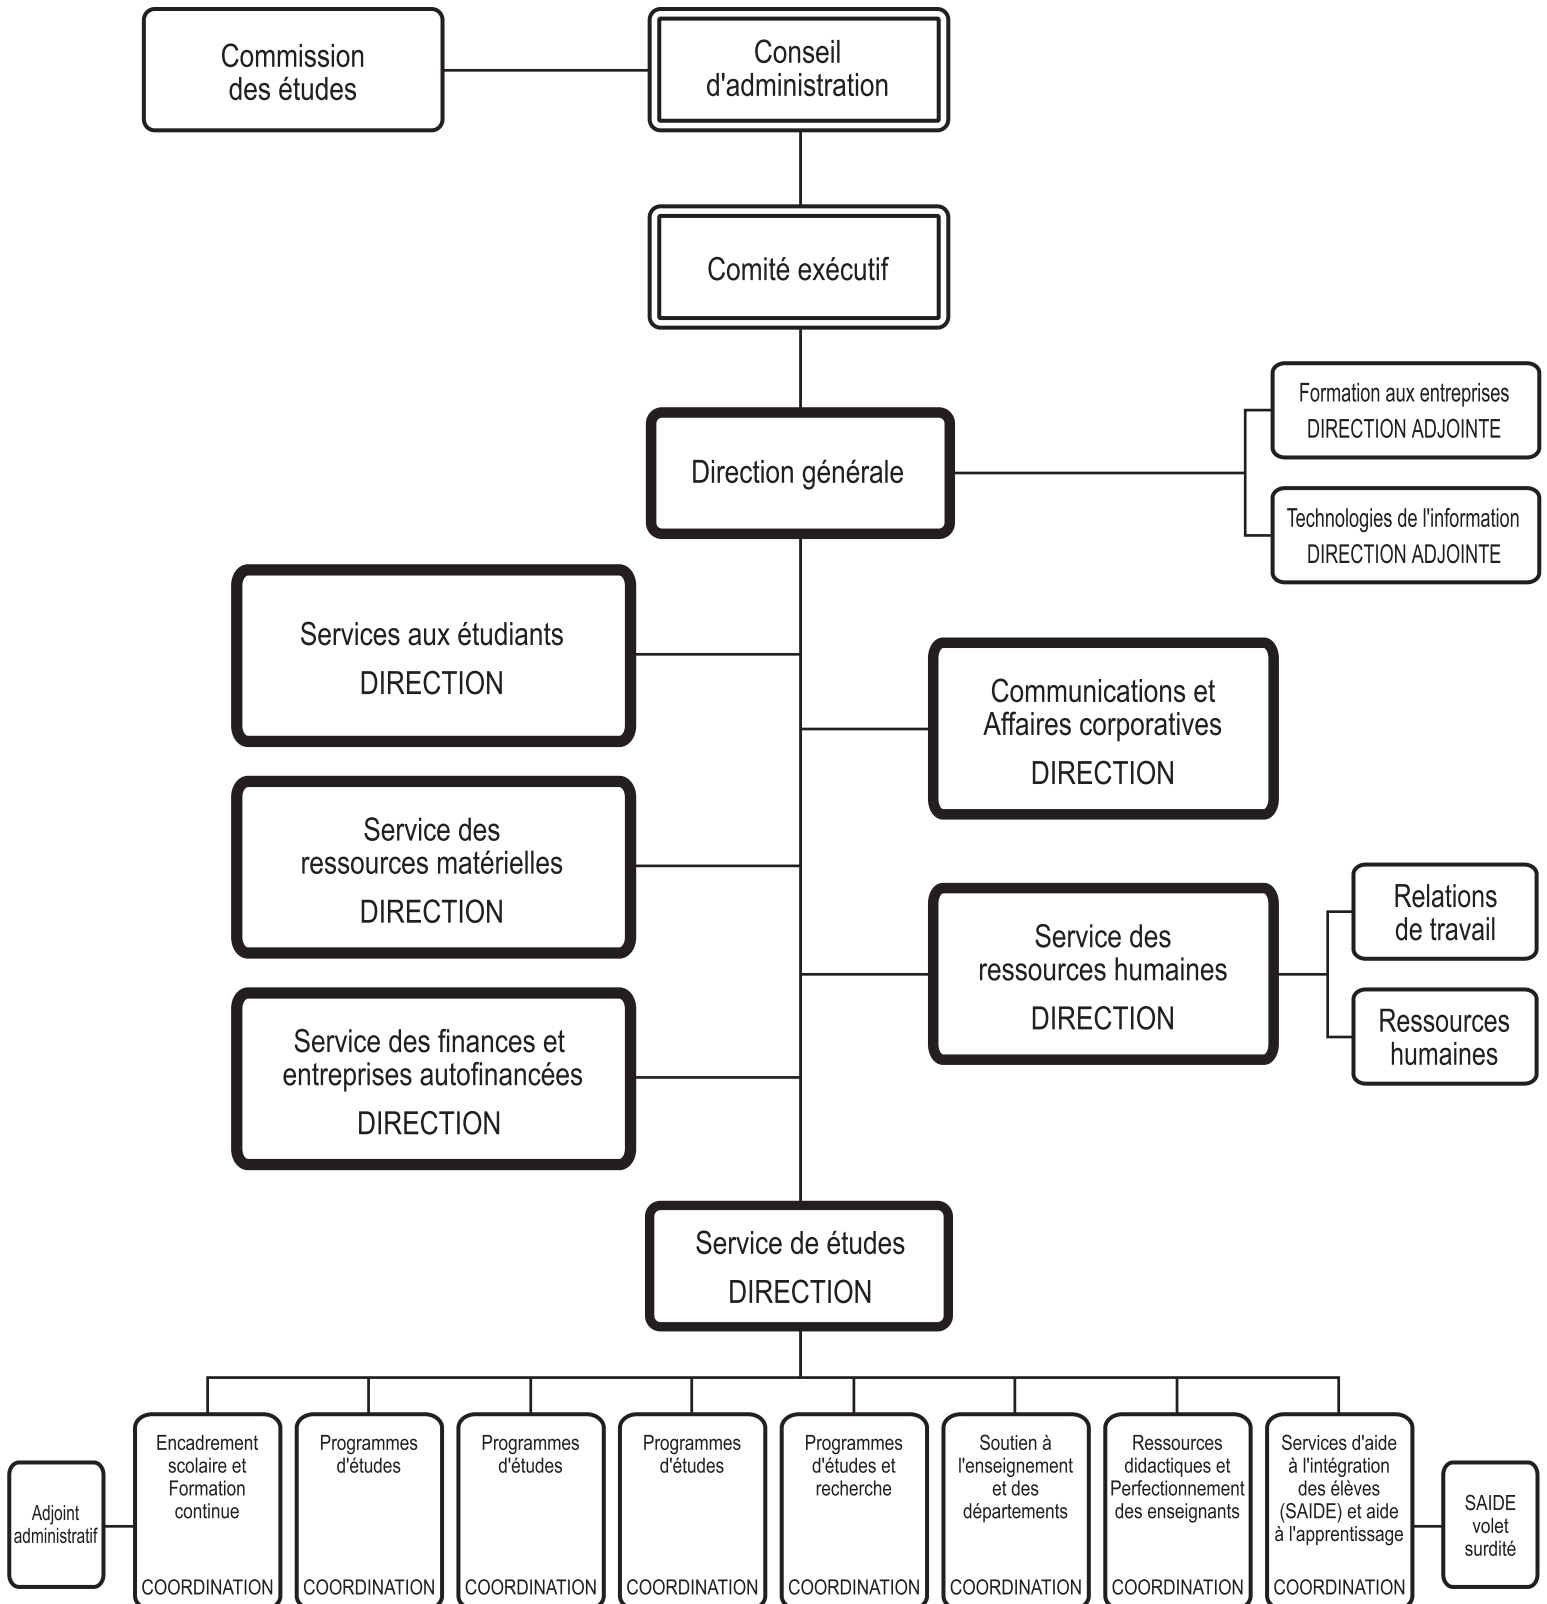 Commission
des études
Conseil
d'administration
Comité exécutif
Formation aux entreprises
DIRECTION ADJOINTE
Direction générale
Technologies de l'information
DIRECTION ADJOINTE
Services aux étudiants
DIRECTION
Communications et
Affaires corporatives
DIRECTION
Service des
ressources matérielles
DIRECTION
Service des
ressources humaines
DIRECTION
Relations
de travail
Ressources
humaines
Service des finances et
entreprises autofinancées
DIRECTION
Service de études
DIRECTION
Adjoint
administratif
Encadrement
scolaire et
Formation
continue
COORDINATION
Programmes
d'études
COORDINATION
Programmes
d'études
COORDINATION
Programmes
d'études
COORDINATION
Programmes
d'études et
recherche
COORDINATION
Soutien à
l'enseignement
et des
départements
COORDINATION
Ressources
didactiques et
Perfectionnement
des enseignants
COORDINATION
Services d'aide
à l'intégration
des élèves
(SAIDE) et aide
à l'apprentissage
COORDINATION
SAIDE
volet
surdité